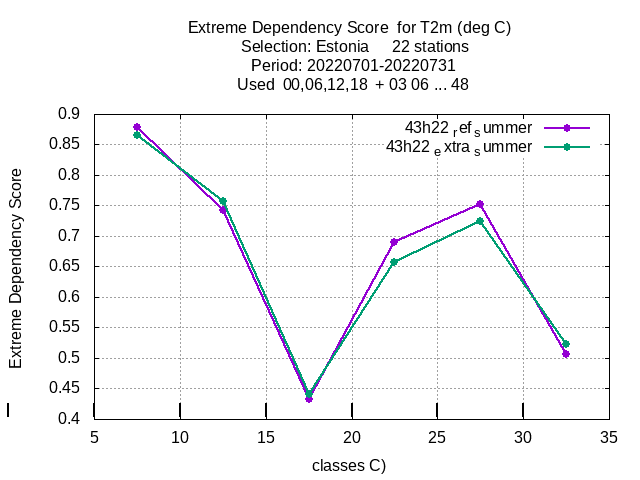 Extreme Dependency Score for T2m (deg C)
Selection: Estonia 22 stations
Period: 20220701-20220731
Used 00,06,12,18 + 03 06 ... 48
43h22 ref summer
43h22 extra summer
Extreme Dependency Score
0.9
0.85
0.8
0.75
0.7
0.65
0.6
0.55
0.5
0.45
0.4
5 10 15 20 25 30 35
classes C)